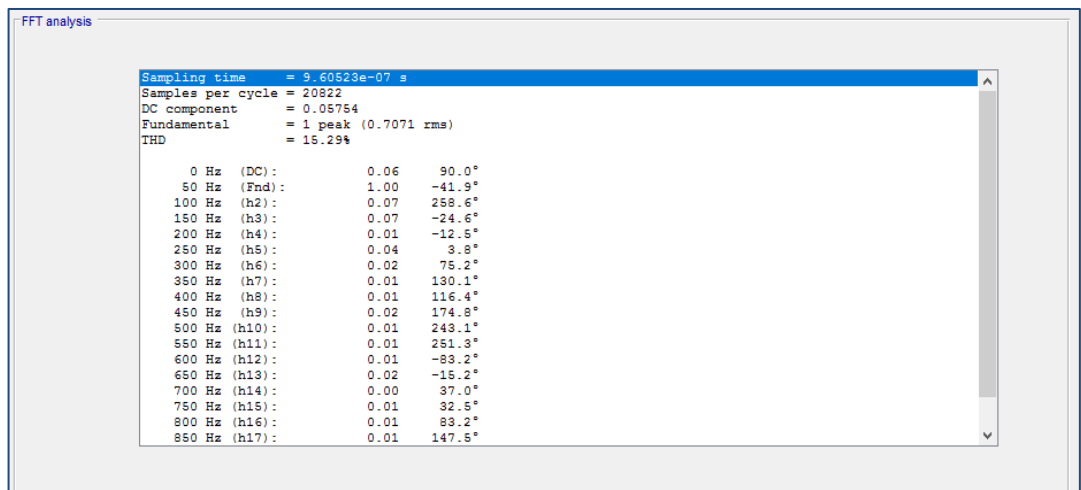 FFT analysis
Sampling time = 9.60523e-07 s
Samples per cycle = 20822
DC component = 0.05754
Fundamental = 1 peak (0.7071 rms)
THD = 15.29%
0 Hz (DC): 0.06 90.0°
50 Hz (Fnd): 1.00 -41.9°
100 Hz (h2): 0.07 258.6°
150 Hz (h3): 0.07 -24.6°
200 Hz (h4): 0.01 -12.5°
250 Hz (h5): 0.04 3.8°
300 Hz (h6): 0.02 75.2°
350 Hz (h7): 0.01 130.1°
400 Hz (h8): 0.01 116.4°
450 Hz (h9): 0.02 174.8°
500 Hz (h10): 0.01 243.1°
550 Hz (h11): 0.01 251.3°
600 Hz (h12): 0.01 -83.2°
650 Hz (h13): 0.02 -15.2°
700 Hz (h14): 0.00 37.0°
750 Hz (h15): 0.01 32.5°
800 Hz (h16): 0.01 83.2°
850 Hz (h17): 0.01 147.5°